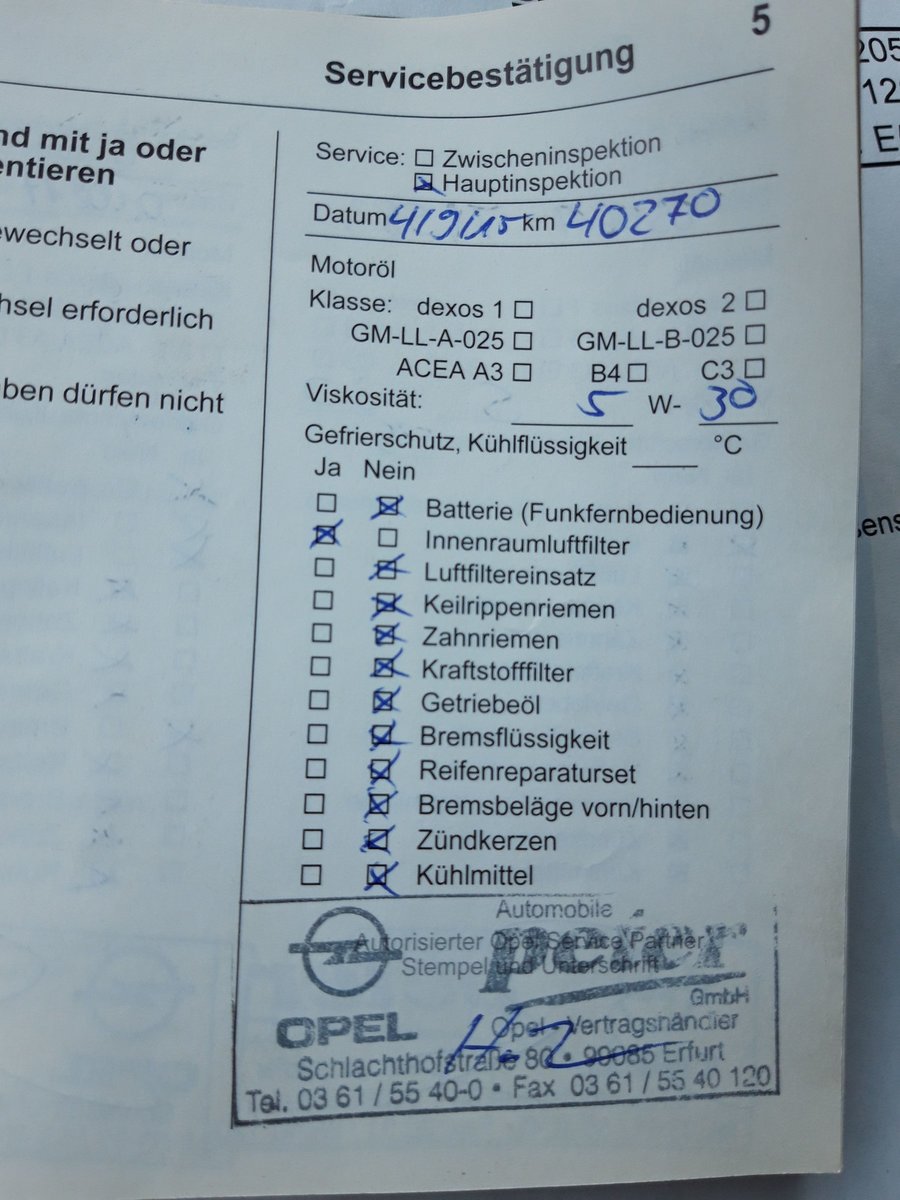 5
Servicebestätigung
nd mit ja oder
entieren
ewechselt oder
hsel erforderlich
ben dürfen nicht
Service: ☐ Zwischeninspektion
☒ Hauptinspektion
Datum km 40270
Motoröl
Klasse: dexos 1 ☐ dexos 2 ☐
GM-LL-A-025 ☐ GM-LL-B-025 ☐
ACEA A3 ☐ B4 ☐ C3 ☐
Viskosität: 5 W- 30
Gefrierschutz, Kühlflüssigkeit ____ °C
Ja Nein
☐ ☒ Batterie (Funkfernbedienung)
☒ ☐ Innenraumluftfilter
☐ ☒ Luftfiltereinsatz
☐ ☒ Keilrippenriemen
☐ ☒ Zahnriemen
☐ ☒ Kraftstofffilter
☐ ☒ Getriebeöl
☐ ☒ Bremsflüssigkeit
☐ ☒ Reifenreparaturset
☐ ☒ Bremsbeläge vorn/hinten
☐ ☒ Zündkerzen
☐ ☒ Kühlmittel
Automobile
Autorisierter Opel Service Partner
Stempel und Unterschrift
GmbH
OPEL Opel-Vertragshändler
Schlachthofstraße 80 • 99085 Erfurt
Tel. 03 61 / 55 40-0 • Fax 03 61 / 55 40 120
205
12
E
ens